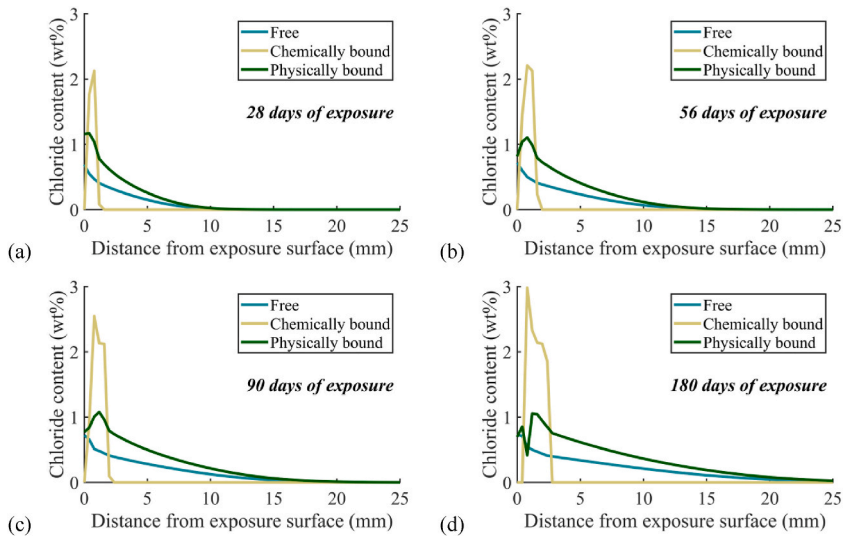 3
2
1
0
Chloride content (wt%)
Free
Chemically bound
Physically bound
28 days of exposure
0 5 10 15 20 25
(a) Distance from exposure surface (mm)
3
2
1
0
Chloride content (wt%)
Free
Chemically bound
Physically bound
56 days of exposure
0 5 10 15 20 25
(b) Distance from exposure surface (mm)
3
2
1
0
Chloride content (wt%)
Free
Chemically bound
Physically bound
90 days of exposure
0 5 10 15 20 25
(c) Distance from exposure surface (mm)
3
2
1
0
Chloride content (wt%)
Free
Chemically bound
Physically bound
180 days of exposure
0 5 10 15 20 25
(d) Distance from exposure surface (mm)